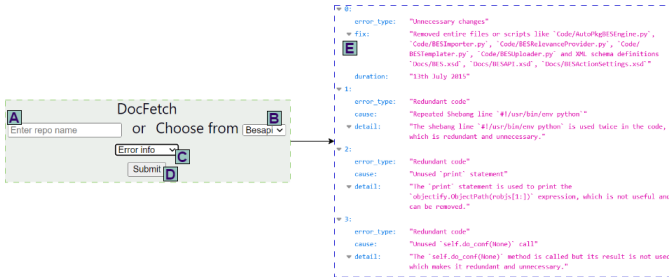 DocFetch
A
Enter repo name
or Choose from
B
Besapi
Error info
C
Submit
D
E
0:
error_type: "Unnecessary changes"
fix: "Removed entire files or scripts like `Code/AutoPkgBESEngine.py`,
`Code/BESImporter.py`, `Code/BESRelevanceProvider.py`, `Code/
BESTemplater.py`, `Code/BESUploader.py` and XML schema definitions
`Docs/BES.xsd`, `Docs/BESAPI.xsd`, `Docs/BESActionSettings.xsd`"
duration: "13th July 2015"
1:
error_type: "Redundant code"
cause: "Repeated Shebang line `#!/usr/bin/env python`"
detail: "The shebang line `#!/usr/bin/env python` is used twice in the code,
which is redundant and unnecessary."
2:
error_type: "Redundant code"
cause: "Unused `print` statement"
detail: "The `print` statement is used to print the
`objectify.ObjectPath(robjs[1:])` expression, which is not useful and
can be removed."
3:
error_type: "Redundant code"
cause: "Unused `self.do_conf(None)` call"
detail: "The `self.do_conf(None)` method is called but its result is not used
which makes it redundant and unnecessary."